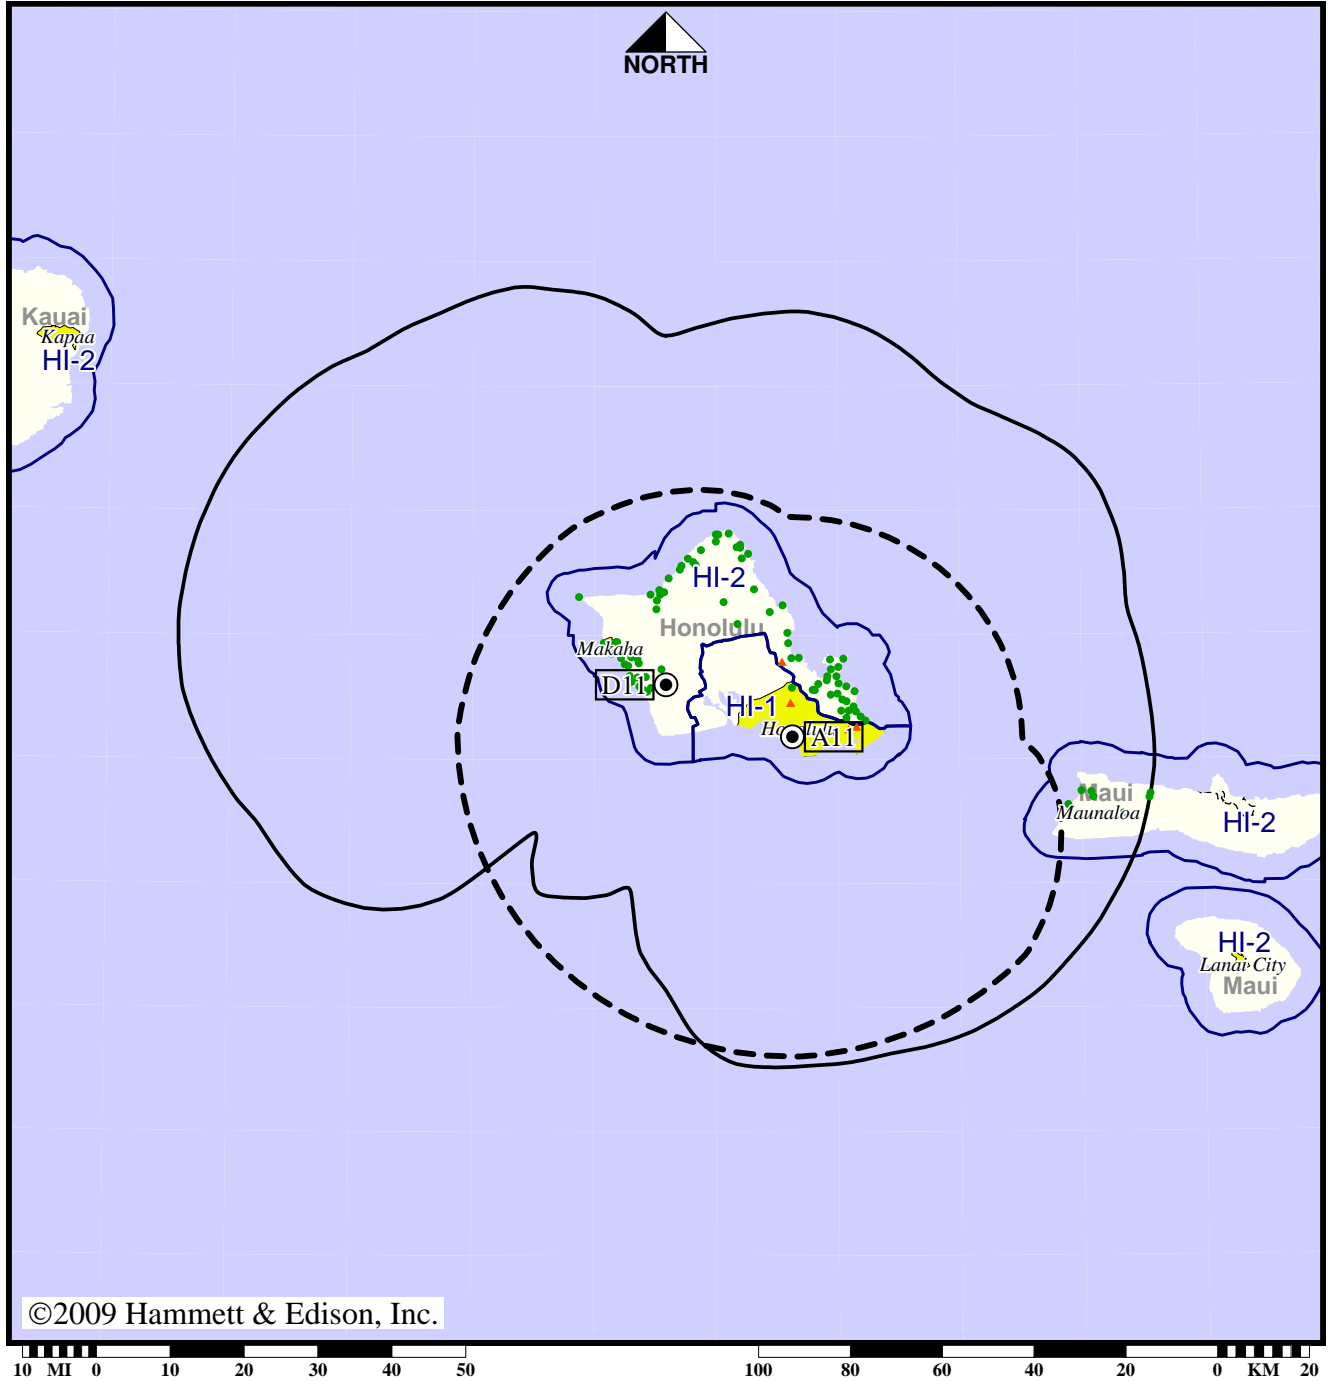 NORTH
Kauai
Kapaa
HI-2
HI-2
Honolulu
Makaha
D11
HI-1
A11
Maui
Maunaloa
HI-2
HI-2
Lanai City
Maui
©2009 Hammett & Edison, Inc.
10 MI 0 10 20 30 40 50 100 80 60 40 20 0 KM 20